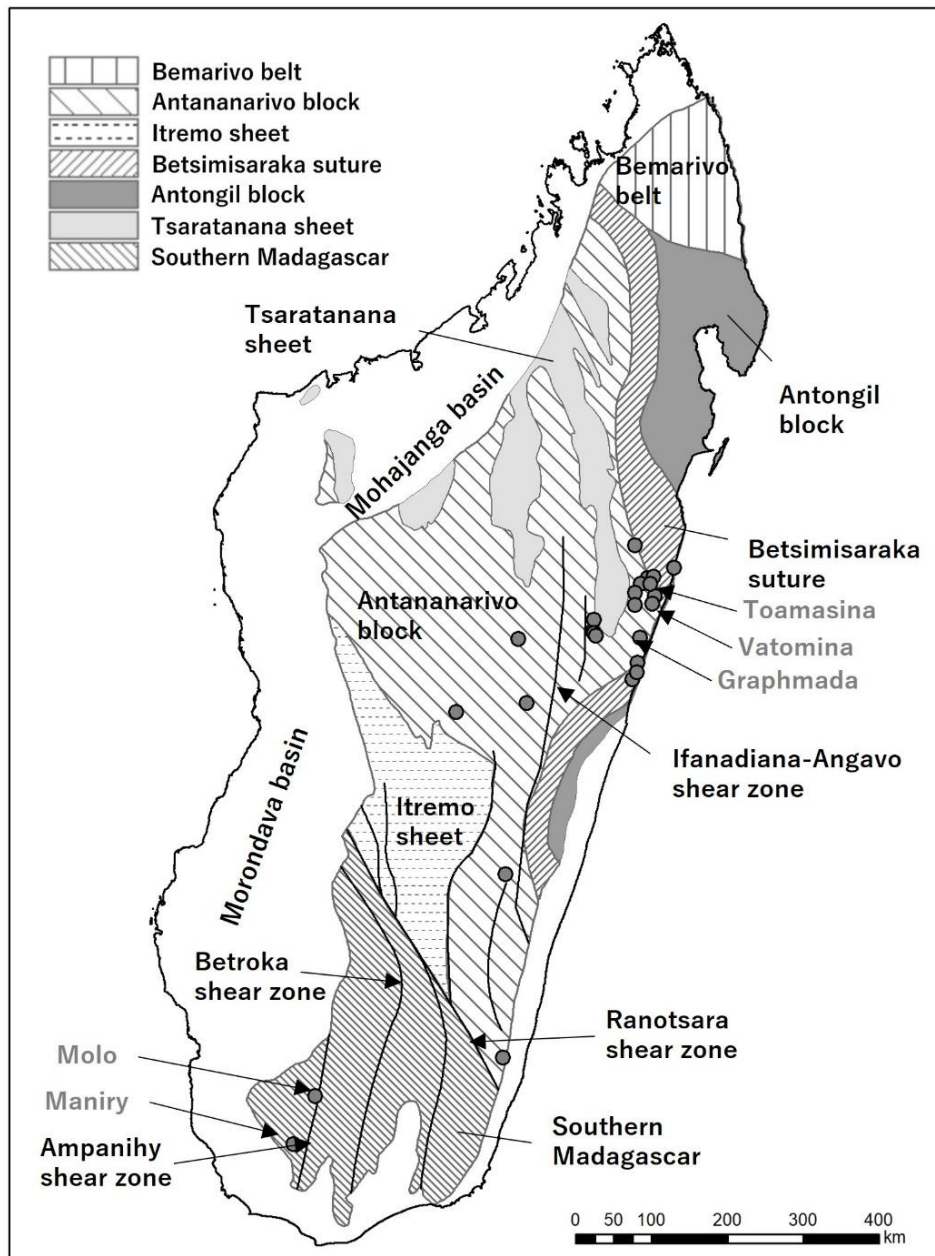 Bemarivo belt
Antananarivo block
Itremo sheet
Betsimisaraka suture
Antongil block
Tsaratanana sheet
Southern Madagascar
Bemarivo
belt
Tsaratanana
sheet
Mohajanga basin
Antongil
block
Betsimisaraka
suture
Toamasina
Vatomina
Graphmada
Antananarivo
block
Ifanadiana-Angavo
shear zone
Itremo
sheet
Morondava basin
Betroka
shear zone
Ranotsara
shear zone
Molo
Maniry
Ampanihy
shear zone
Southern
Madagascar
0 50 100 200 300 400
km